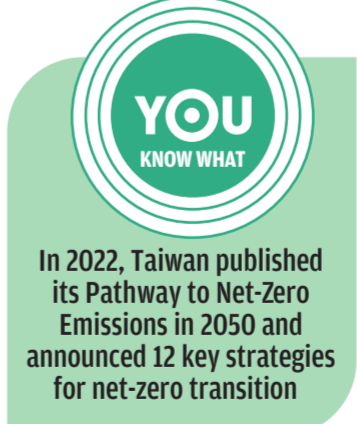 YOU
KNOW WHAT
In 2022, Taiwan published
its Pathway to Net-Zero
Emissions in 2050 and
announced 12 key strategies
for net-zero transition